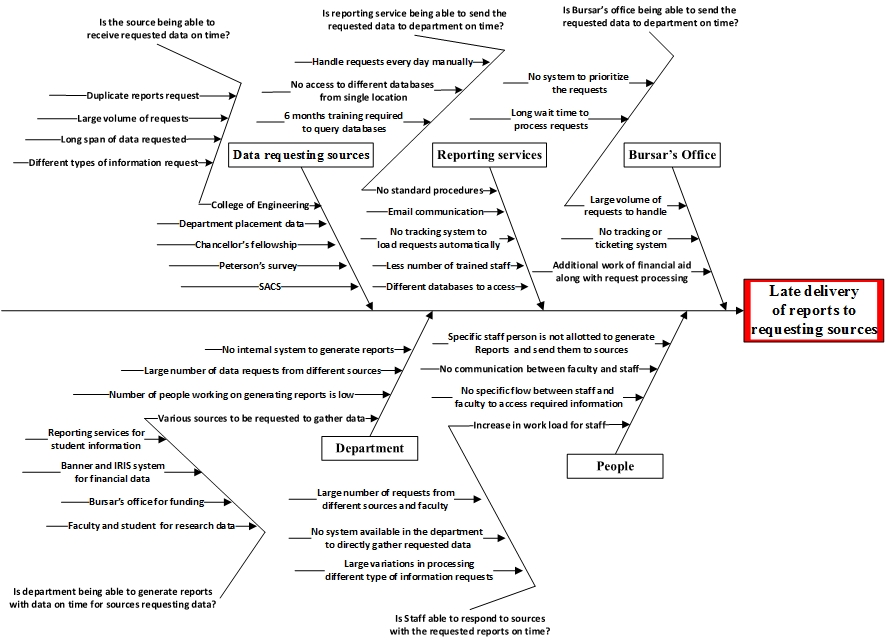 Is the source being able to
receive requested data on time?
Duplicate reports request
Large volume of requests
Long span of data requested
Different types of information request
Data requesting sources
College of Engineering
Department placement data
Chancellor's fellowship
Peterson's survey
SACS
Is reporting service being able to send the
requested data to department on time?
Handle requests every day manually
No access to different databases
from single location
6 months training required
to query databases
Reporting services
No standard procedures
Email communication
No tracking system to
load requests automatically
Less number of trained staff
Different databases to access
Is Bursar's office being able to send the
requested data to department on time?
No system to prioritize
the requests
Long wait time to
process requests
Bursar's Office
Large volume of
requests to handle
No tracking or
ticketing system
Additional work of financial aid
along with request processing
Late delivery
of reports to
requesting sources
No internal system to generate reports
Large number of data requests from different sources
Number of people working on generating reports is low
Various sources to be requested to gather data
Department
Reporting services for
student information
Banner and IRIS system
for financial data
Bursar's office for funding
Faculty and student for research data
Is department being able to generate reports
with data on time for sources requesting data?
Specific staff person is not allotted to generate
Reports and send them to sources
No communication between faculty and staff
No specific flow between staff and
faculty to access required information
Increase in work load for staff
People
Large number of requests from
different sources and faculty
No system available in the department
to directly gather requested data
Large variations in processing
different type of information requests
Is Staff able to respond to sources
with the requested reports on time?